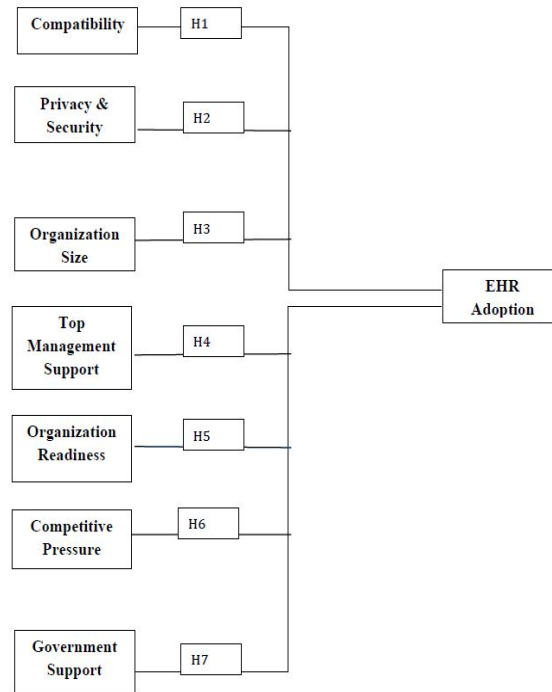 Compatibility
H1
Privacy &
Security
H2
Organization
Size
H3
EHR
Adoption
Top
Management
Support
H4
Organization
Readiness
H5
Competitive
Pressure
H6
Government
Support
H7